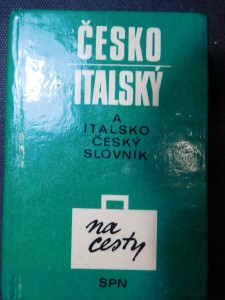 ČESKO
ITALSKÝ
A
ITALSKO
ČESKÝ
SLOVNÍK
na
cesty
SPN